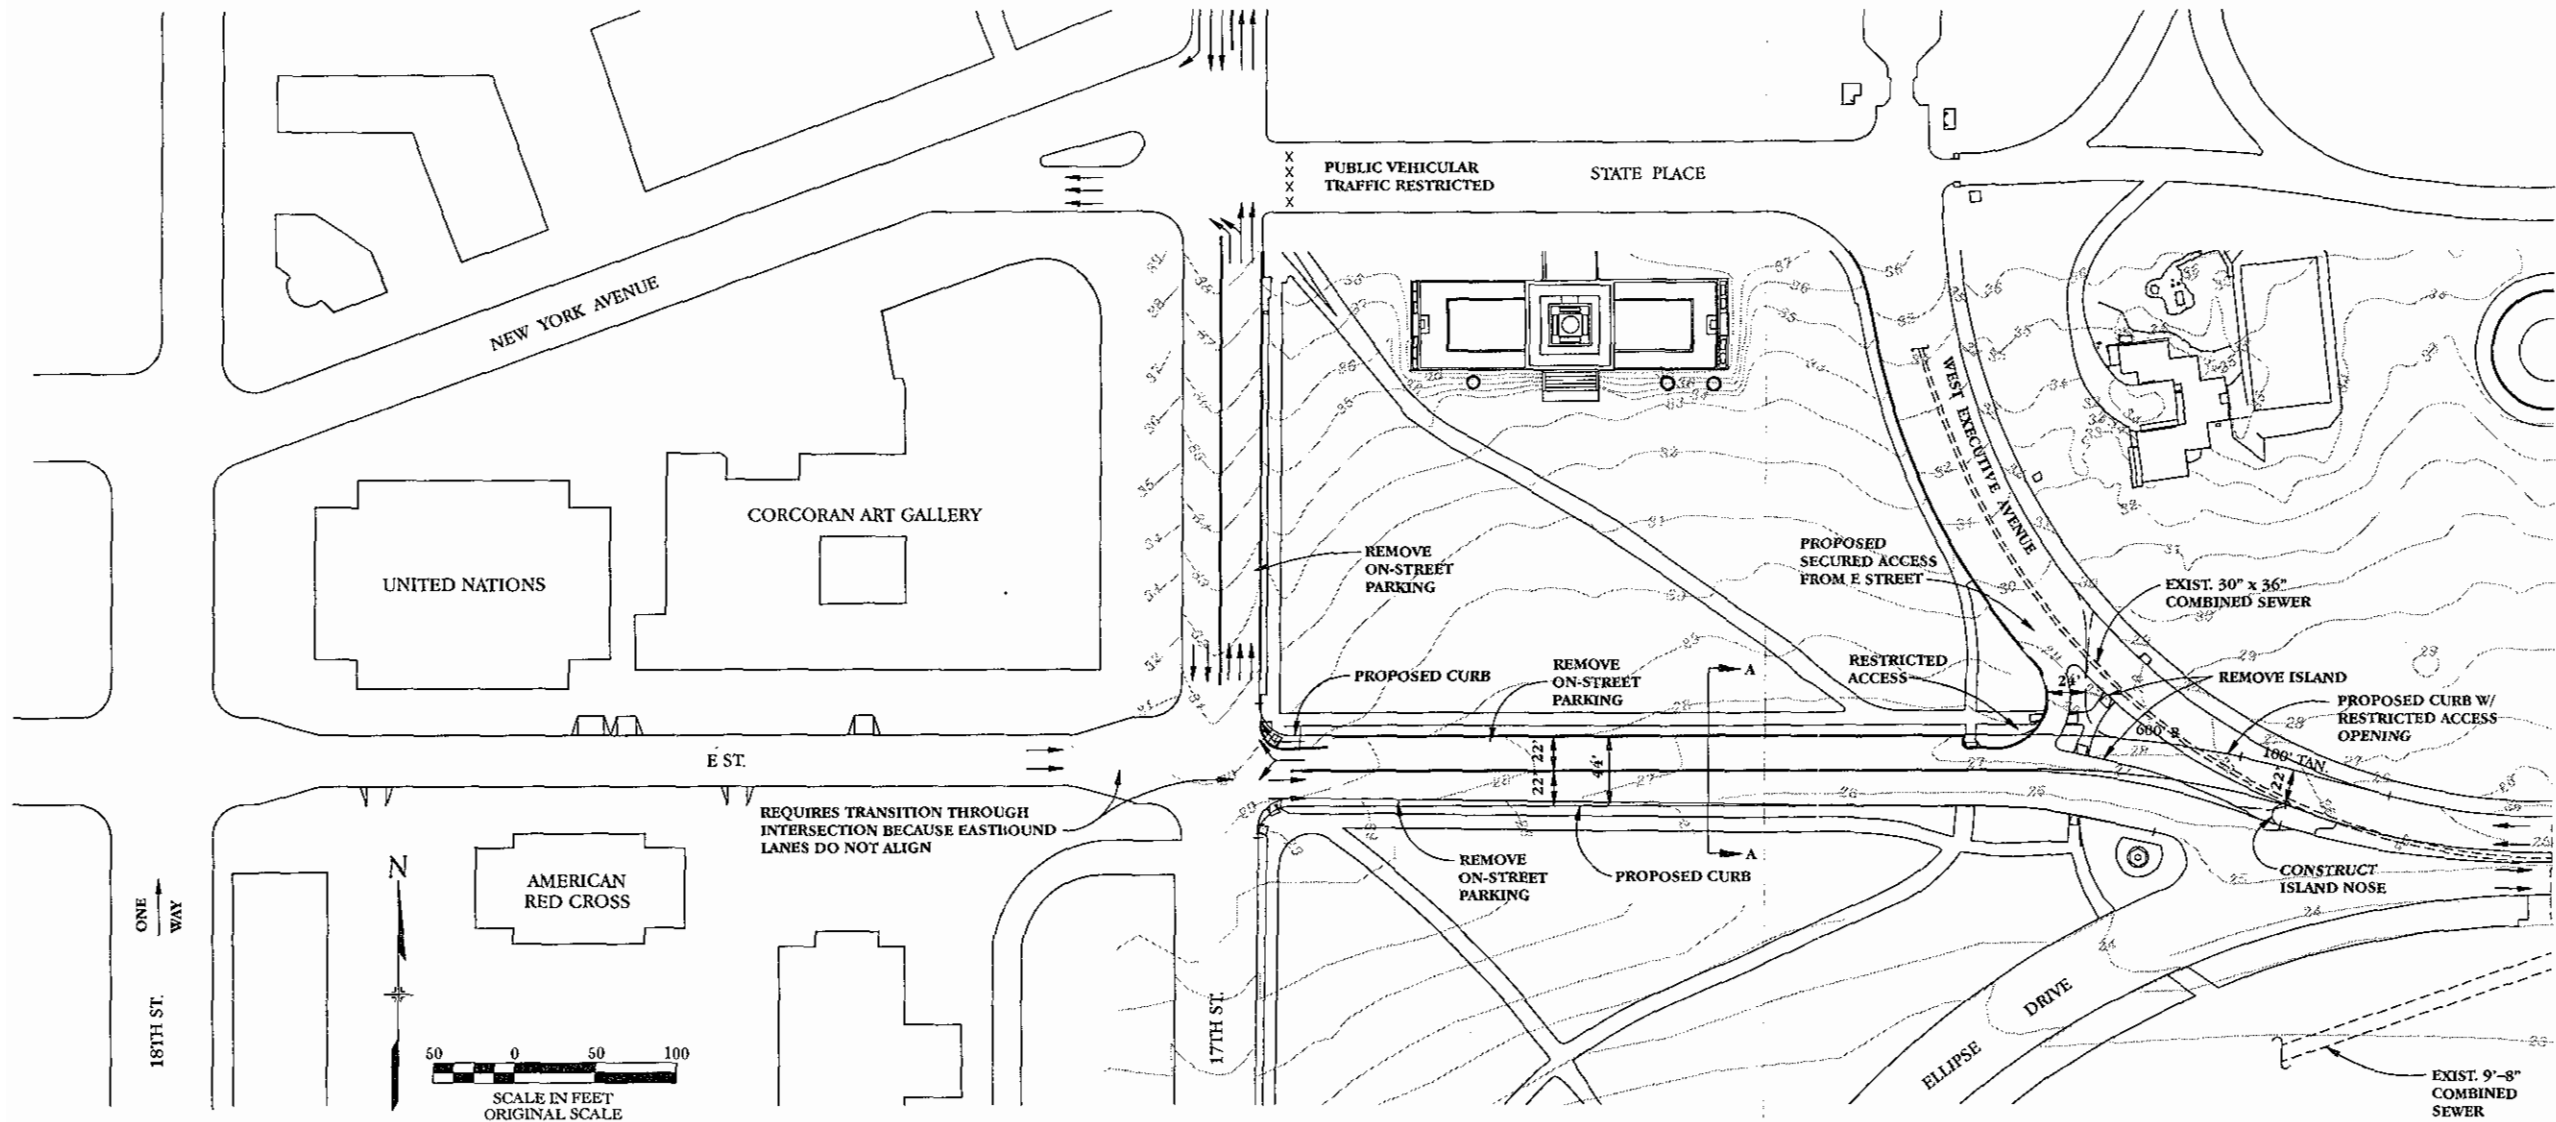 X
X
X
X
PUBLIC VEHICULAR
TRAFFIC RESTRICTED
STATE PLACE
NEW YORK AVENUE
WEST EXECUTIVE AVENUE
CORCORAN ART GALLERY
UNITED NATIONS
REMOVE
ON-STREET
PARKING
PROPOSED
SECURED ACCESS
FROM E STREET
EXIST. 30" x 36"
COMBINED SEWER
PROPOSED CURB
REMOVE
ON-STREET
PARKING
A
RESTRICTED
ACCESS
24'
REMOVE ISLAND
PROPOSED CURB W/
RESTRICTED ACCESS
OPENING
600' R
100' TAN.
22'
E ST.
22' 22'
44'
REQUIRES TRANSITION THROUGH
INTERSECTION BECAUSE EASTBOUND
LANES DO NOT ALIGN
REMOVE
ON-STREET
PARKING
PROPOSED CURB
A
CONSTRUCT
ISLAND NOSE
AMERICAN
RED CROSS
N
ONE
WAY
18TH ST.
17TH ST.
ELLIPSE DRIVE
50 0 50 100
SCALE IN FEET
ORIGINAL SCALE
EXIST. 9'-8"
COMBINED
SEWER